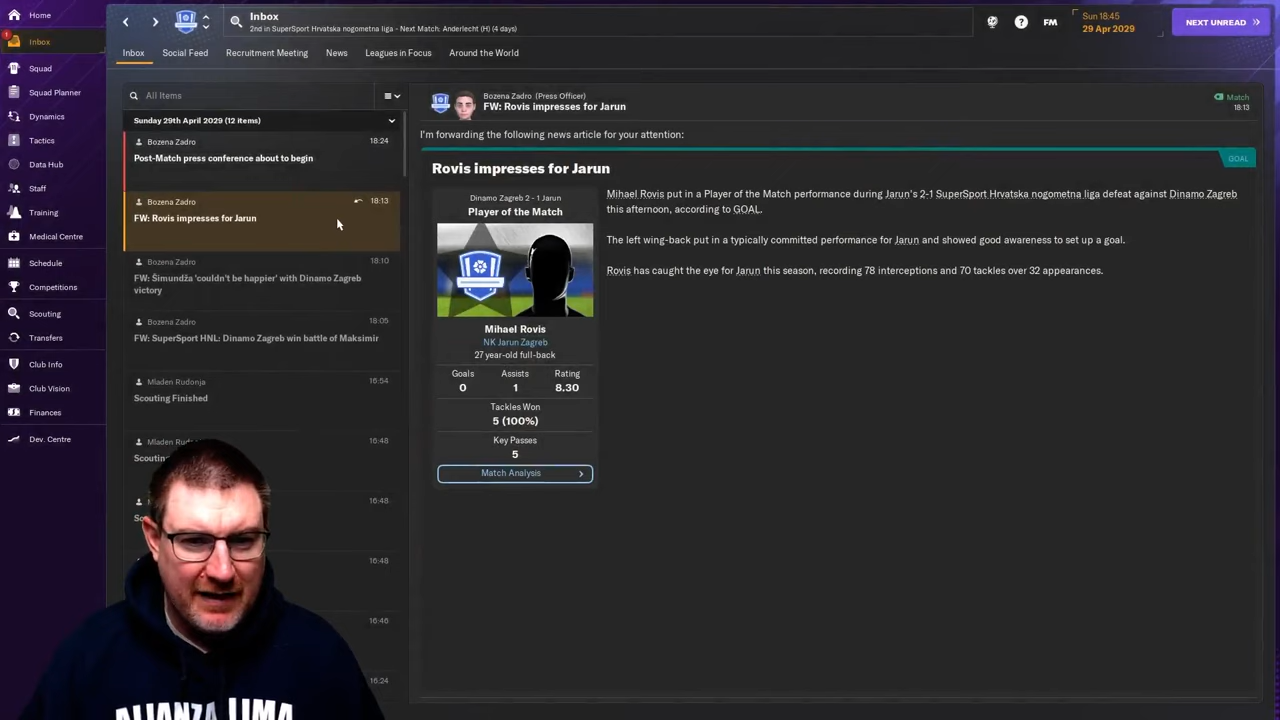 Home
Inbox
Squad
Squad Planner
Dynamics
Tactics
Data Hub
Staff
Training
Medical Centre
Schedule
Competitions
Scouting
Transfers
Club Info
Club Vision
Finances
Dev. Centre
Inbox
2nd in SuperSport Hrvatska nogometna liga - Next Match: Anderlecht (H) (4 days)
FM
Sun 18:45
29 Apr 2029
NEXT UNREAD
Inbox
Social Feed
Recruitment Meeting
News
Leagues in Focus
Around the World
All Items
Sunday 29th April 2029 (12 items)
Bozena Zadro 18:24
Post-Match press conference about to begin
Bozena Zadro 18:13
FW: Rovis impresses for Jarun
Bozena Zadro 18:10
FW: Šimundža 'couldn't be happier' with Dinamo Zagreb
victory
Bozena Zadro 18:05
FW: SuperSport HNL: Dinamo Zagreb win battle of Maksimir
Mladen Rudonja 16:54
Scouting Finished
Mladen 16:48
16:48
16:48
16:46
16:24
Bozena Zadro (Press Officer)
FW: Rovis impresses for Jarun
Match
18:13
I'm forwarding the following news article for your attention:
GOAL
Rovis impresses for Jarun
Dinamo Zagreb 2 - 1 Jarun
Player of the Match
Mihael Rovis
NK Jarun Zagreb
27 year-old full-back
Goals Assists Rating
0 1 8.30
Tackles Won
5 (100%)
Key Passes
5
Match Analysis
Mihael Rovis put in a Player of the Match performance during Jarun's 2-1 SuperSport Hrvatska nogometna liga defeat against Dinamo Zagreb
this afternoon, according to GOAL.
The left wing-back put in a typically committed performance for Jarun and showed good awareness to set up a goal.
Rovis has caught the eye for Jarun this season, recording 78 interceptions and 70 tackles over 32 appearances.
ALIANZA LIMA